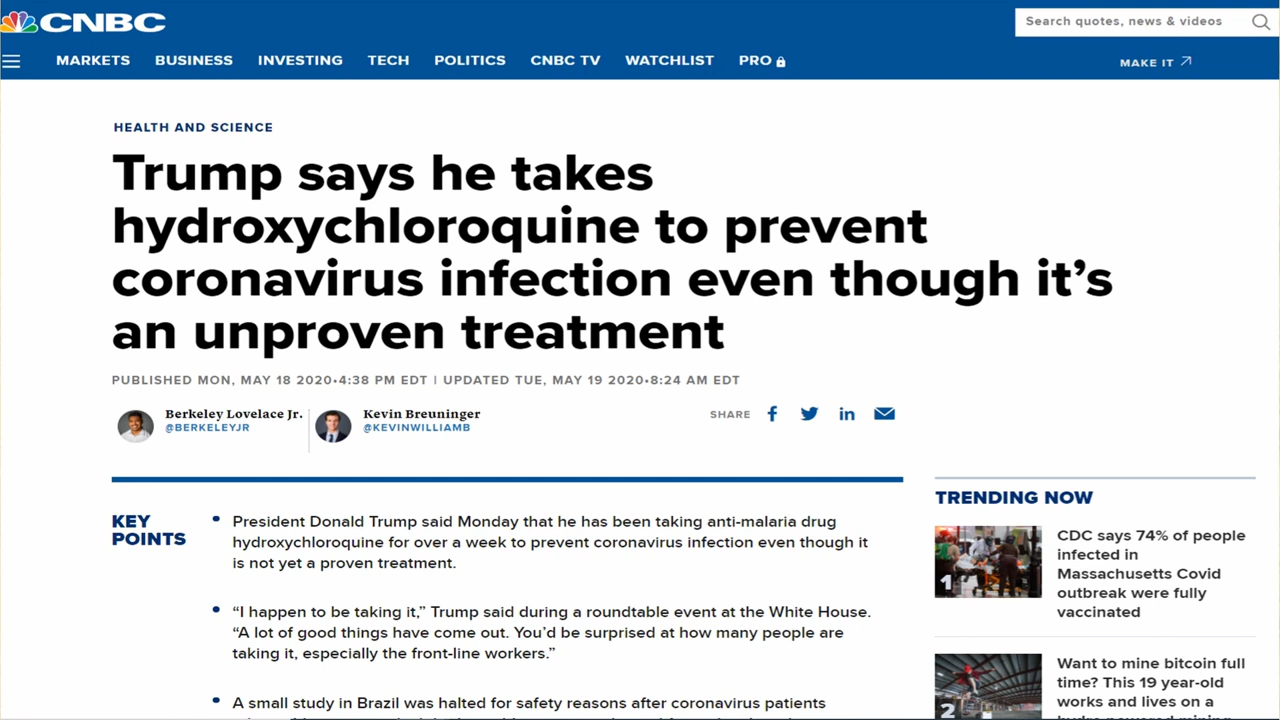 CNBC
Search quotes, news & videos
MARKETS BUSINESS INVESTING TECH POLITICS CNBC TV WATCHLIST PRO
MAKE IT
HEALTH AND SCIENCE
Trump says he takes
hydroxychloroquine to prevent
coronavirus infection even though it’s
an unproven treatment
PUBLISHED MON, MAY 18 2020•4:38 PM EDT | UPDATED TUE, MAY 19 2020•8:24 AM EDT
Berkeley Lovelace Jr.
@BERKELEYJR
Kevin Breuninger
@KEVINWILLIAMB
SHARE
KEY
POINTS
• President Donald Trump said Monday that he has been taking anti-malaria drug
hydroxychloroquine for over a week to prevent coronavirus infection even though it
is not yet a proven treatment.
• “I happen to be taking it,” Trump said during a roundtable event at the White House.
“A lot of good things have come out. You’d be surprised at how many people are
taking it, especially the front-line workers.”
• A small study in Brazil was halted for safety reasons after coronavirus patients
TRENDING NOW
1
CDC says 74% of people
infected in
Massachusetts Covid
outbreak were fully
vaccinated
2
Want to mine bitcoin full
time? This 19 year-old
works and lives on a